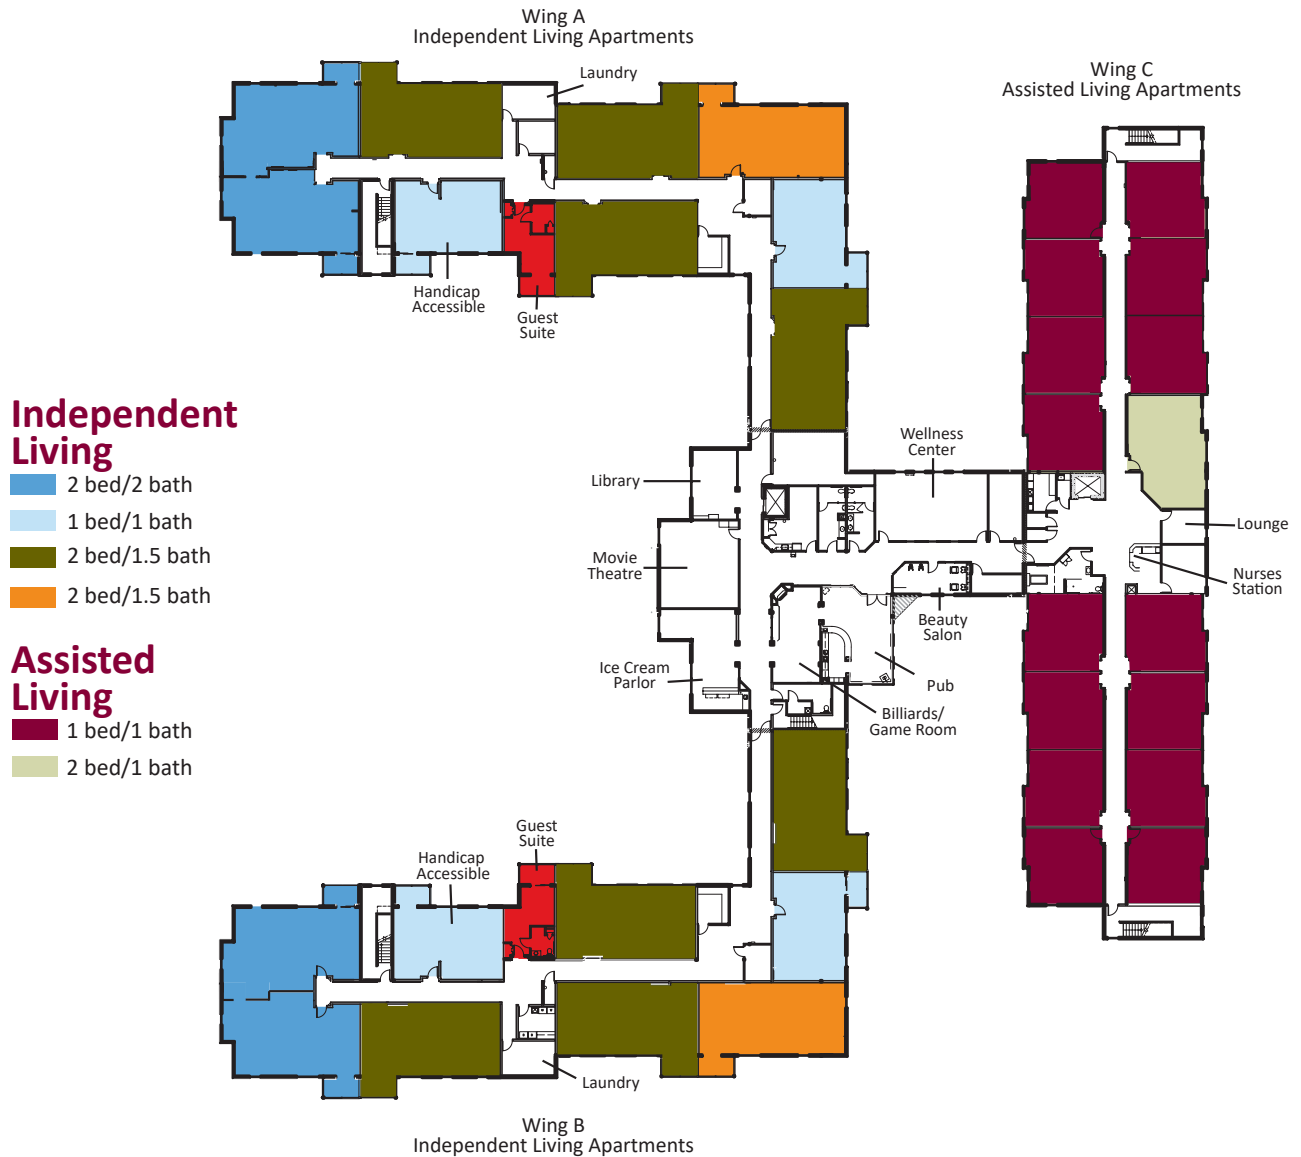 Wing A
Independent Living Apartments
Laundry
Wing C
Assisted Living Apartments
Handicap
Accessible
Guest
Suite
Independent
Living
2 bed/2 bath
1 bed/1 bath
2 bed/1.5 bath
2 bed/1.5 bath
Assisted
Living
1 bed/1 bath
2 bed/1 bath
Library
Movie
Theatre
Ice Cream
Parlor
Wellness
Center
Lounge
Nurses
Station
Beauty
Salon
Pub
Billiards/
Game Room
Guest
Suite
Handicap
Accessible
Laundry
Wing B
Independent Living Apartments